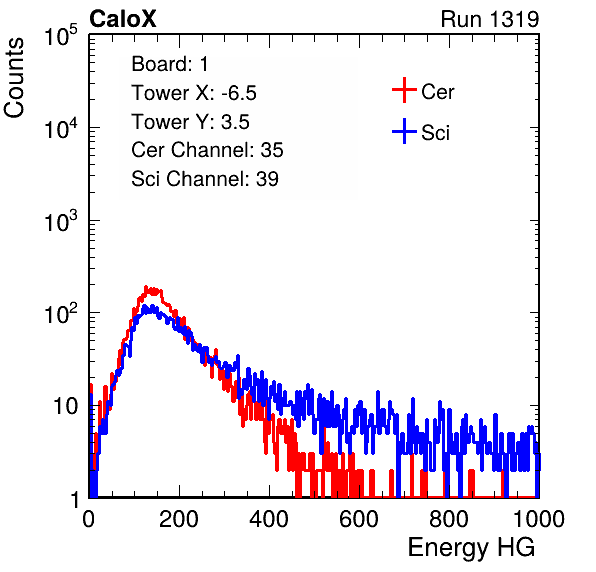 CaloX Run 1319
Counts
Board: 1
Tower X: -6.5
Tower Y: 3.5
Cer Channel: 35
Sci Channel: 39
Cer
Sci
10^5
10^4
10^3
10^2
10
1
0 200 400 600 800 1000
Energy HG